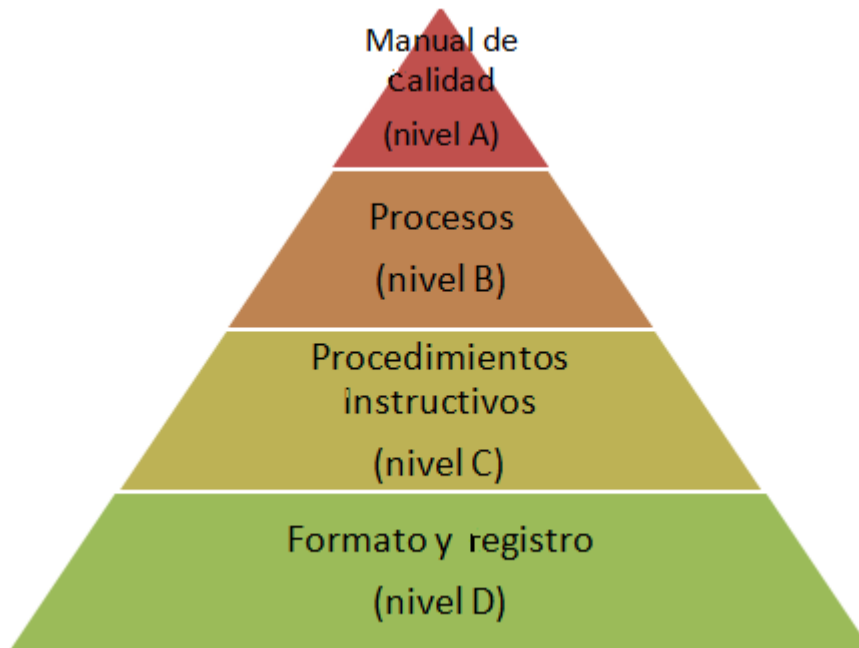 Manual de
calidad
(nivel A)
Procesos
(nivel B)
Procedimientos
instructivos
(nivel C)
Formato y registro
(nivel D)